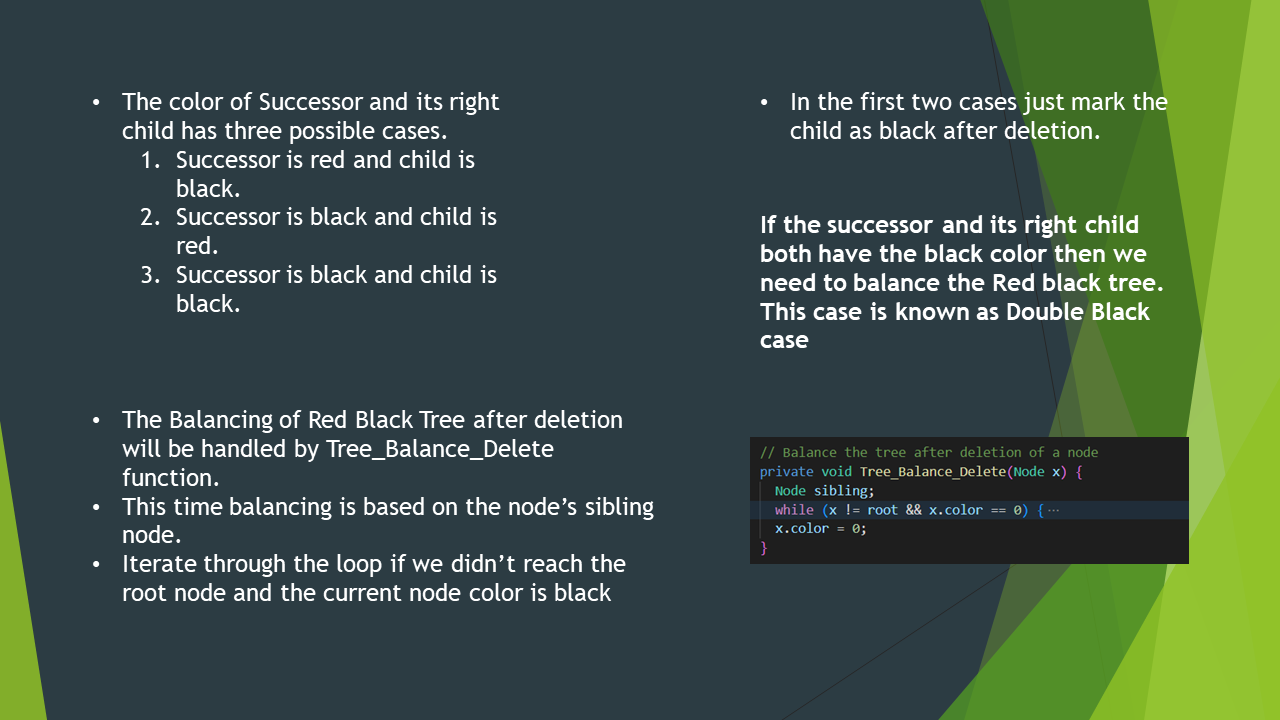 • The color of Successor and its right
child has three possible cases.
1. Successor is red and child is
black.
2. Successor is black and child is
red.
3. Successor is black and child is
black.
• In the first two cases just mark the
child as black after deletion.
If the successor and its right child
both have the black color then we
need to balance the Red black tree.
This case is known as Double Black
case
• The Balancing of Red Black Tree after deletion
will be handled by Tree_Balance_Delete
function.
• This time balancing is based on the node’s sibling
node.
• Iterate through the loop if we didn’t reach the
root node and the current node color is black
// Balance the tree after deletion of a node
private void Tree_Balance_Delete(Node x) {
Node sibling;
while (x != root && x.color == 0) {⋯
x.color = 0;
}